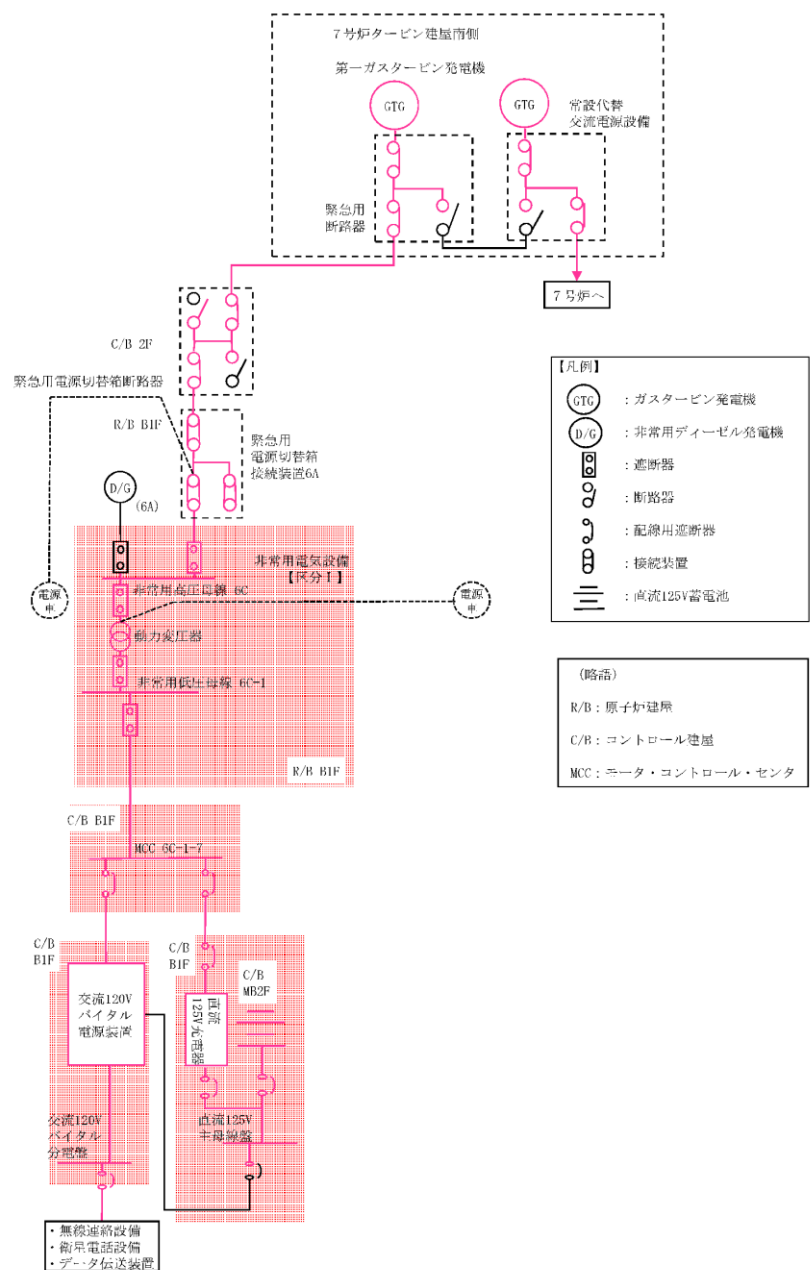 7号炉タービン建屋南側
第一ガスタービン発電機
GTG
GTG
常設代替
交流電源設備
緊急用
断路器
7号炉へ
C/B 2F
緊急用電源切替箱断路器
R/B B1F
緊急用
電源切替箱
接続装置6A
D/G
(6A)
非常用電気設備
【区分Ⅰ】
電源
車
非常用高圧母線 6C
電源
車
動力変圧器
非常用低圧母線 6C-1
R/B B1F
C/B B1F
MCC 6C-1-7
C/B
B1F
C/B
B1F
C/B
MB2F
交流120V
バイタル
電源装置
直流
125V充電器
交流120V
バイタル
分電盤
直流125V
主母線盤
・無線連絡設備
・衛星電話設備
・データ伝送装置
【凡例】
GTG
：ガスタービン発電機
D/G
：非常用ディーゼル発電機
：遮断器
：断路器
：配線用遮断器
：接続装置
：直流125V蓄電池
（略語）
R/B：原子炉建屋
C/B：コントロール建屋
MCC：モータ・コントロール・センタ